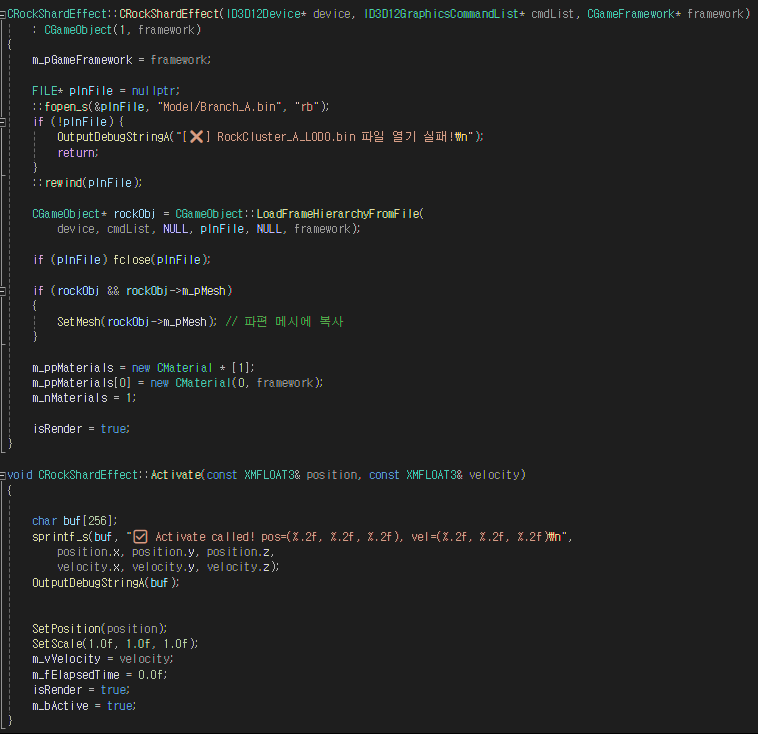 CRockShardEffect::CRockShardEffect(ID3D12Device* device, ID3D12GraphicsCommandList* cmdList, CGameFramework* framework)
: CGameObject(1, framework)
{
m_pGameFramework = framework;
FILE* pInFile = nullptr;
::fopen_s(&pInFile, "Model/Branch_A.bin", "rb");
if (!pInFile) {
OutputDebugStringA("[❌] RockCluster_A_LOD0.bin 파일 열기 실패!₩n");
return;
}
::rewind(pInFile);
CGameObject* rockObj = CGameObject::LoadFrameHierarchyFromFile(
device, cmdList, NULL, pInFile, NULL, framework);
if (pInFile) fclose(pInFile);
if (rockObj && rockObj->m_pMesh)
{
SetMesh(rockObj->m_pMesh); // 파편 메시에 복사
}
m_ppMaterials = new CMaterial * [1];
m_ppMaterials[0] = new CMaterial(0, framework);
m_nMaterials = 1;
isRender = true;
}
void CRockShardEffect::Activate(const XMFLOAT3& position, const XMFLOAT3& velocity)
{
char buf[256];
sprintf_s(buf, "☑ Activate called! pos=(%.2f, %.2f, %.2f), vel=(%.2f, %.2f, %.2f)₩n",
position.x, position.y, position.z,
velocity.x, velocity.y, velocity.z);
OutputDebugStringA(buf);
SetPosition(position);
SetScale(1.0f, 1.0f, 1.0f);
m_vVelocity = velocity;
m_fElapsedTime = 0.0f;
isRender = true;
m_bActive = true;
}